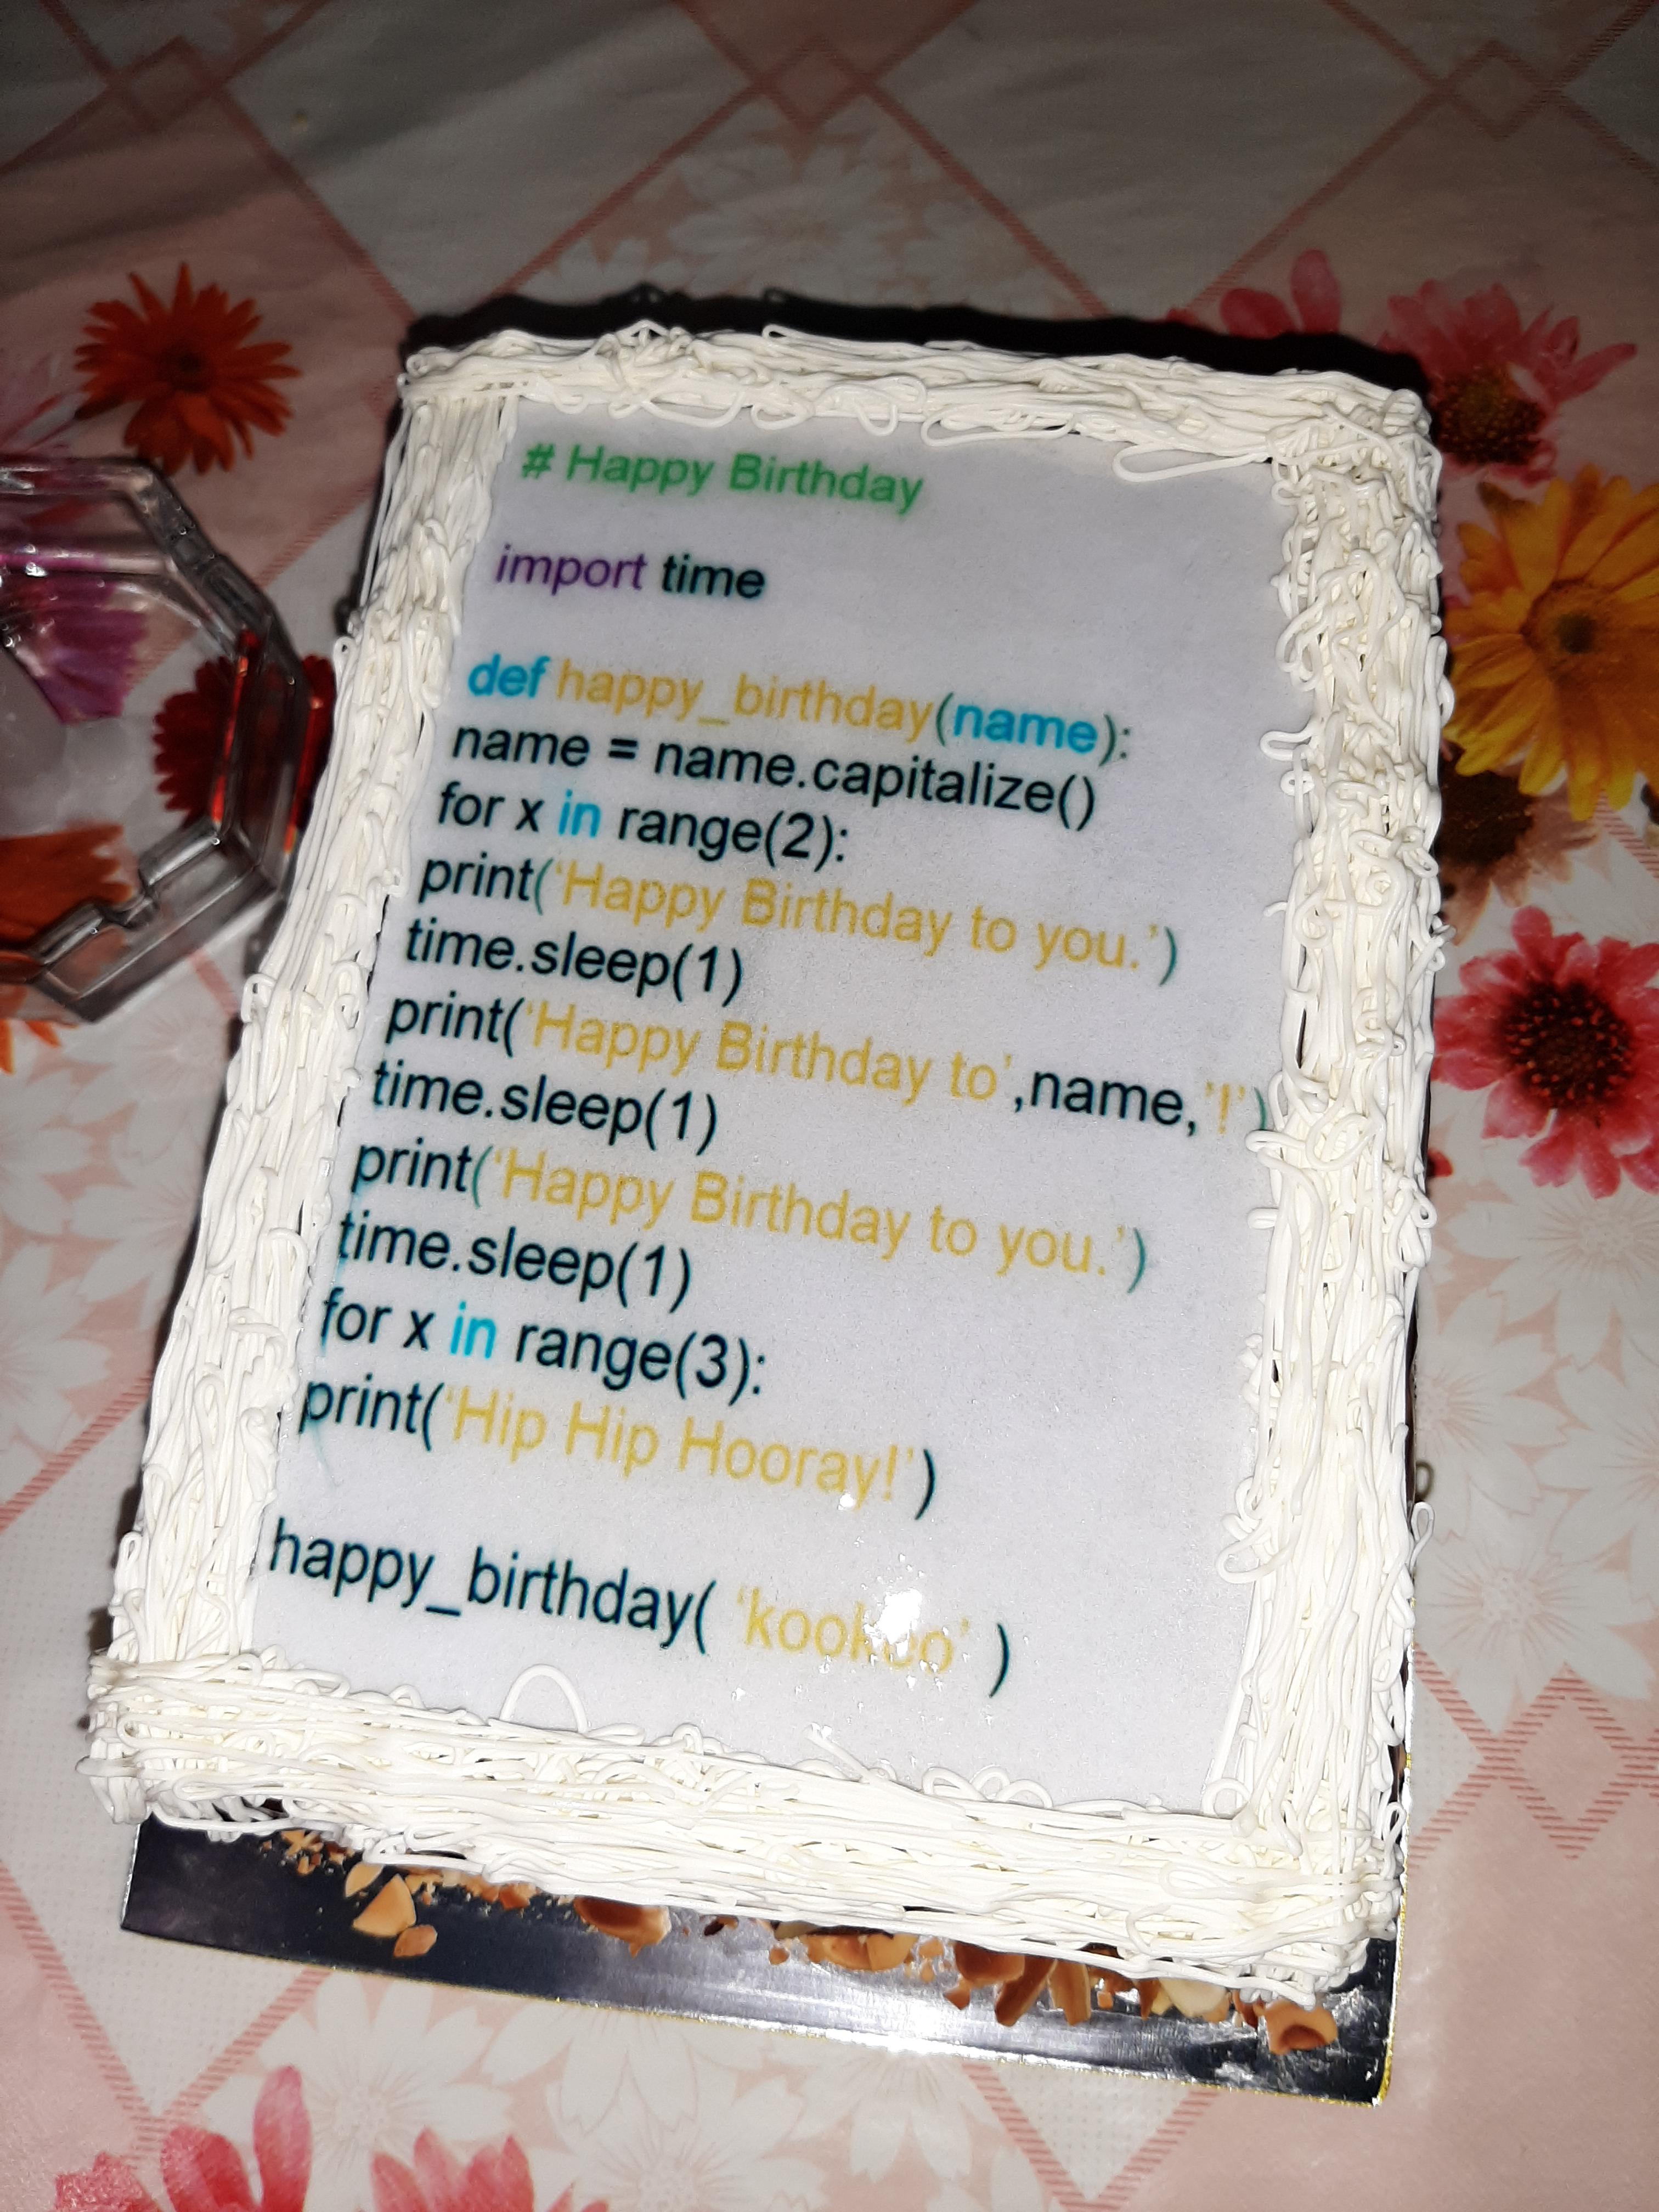 # Happy Birthday
import time
def happy_birthday(name):
name = name.capitalize()
for x in range(2):
print(‘Happy Birthday to you.’)
time.sleep(1)
print(‘Happy Birthday to’,name,’!’)
time.sleep(1)
print(‘Happy Birthday to you.’)
time.sleep(1)
for x in range(3):
print(‘Hip Hip Hooray!’)
happy_birthday( )